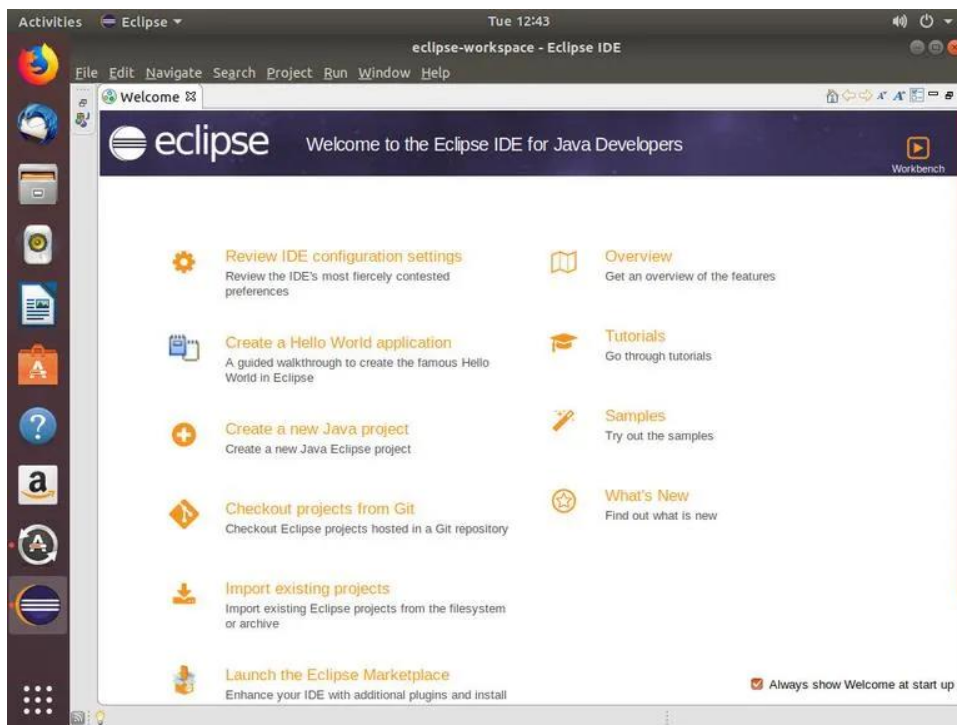 Activities Eclipse Tue 12:43
eclipse-workspace - Eclipse IDE
File Edit Navigate Search Project Run Window Help
Welcome
eclipse Welcome to the Eclipse IDE for Java Developers
Workbench
Review IDE configuration settings
Review the IDE's most fiercely contested
preferences
Create a Hello World application
A guided walkthrough to create the famous Hello
World in Eclipse
Create a new Java project
Create a new Java Eclipse project
Checkout projects from Git
Checkout Eclipse projects hosted in a Git repository
Import existing projects
Import existing Eclipse projects from the filesystem
or archive
Launch the Eclipse Marketplace
Enhance your IDE with additional plugins and install
Overview
Get an overview of the features
Tutorials
Go through tutorials
Samples
Try out the samples
What's New
Find out what is new
Always show Welcome at start up